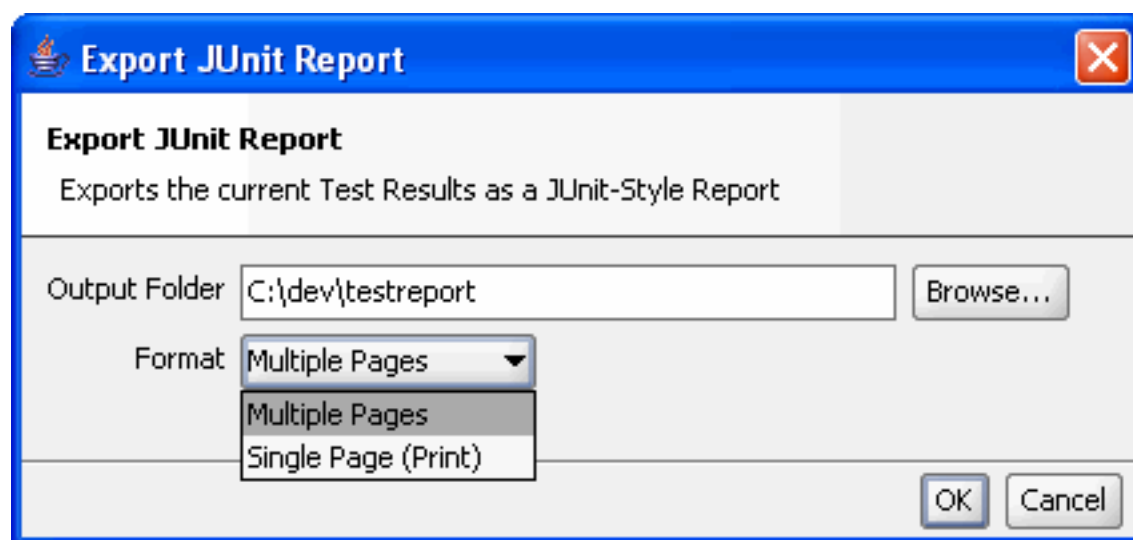 Export JUnit Report
Export JUnit Report
Exports the current Test Results as a JUnit-Style Report
Output Folder C:\dev\testreport Browse...
Format Multiple Pages
Multiple Pages
Single Page (Print)
OK Cancel